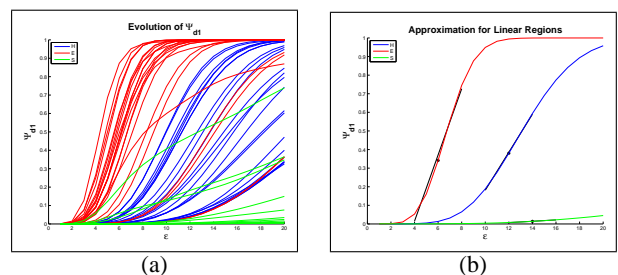 Evolution of Ψd1
H
E
S
Ψd1
1
0.9
0.8
0.7
0.6
0.5
0.4
0.3
0.2
0.1
0
2 4 6 8 10 12 14 16 18 20
ε
(a)
Approximation for Linear Regions
H
E
S
Ψd1
1
0.9
0.8
0.7
0.6
0.5
0.4
0.3
0.2
0.1
0
2 4 6 8 10 12 14 16 18 20
ε
(b)